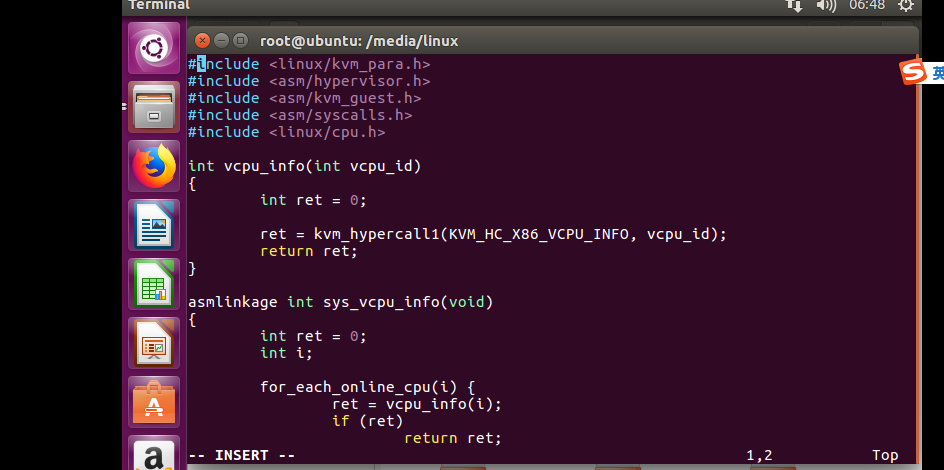 Terminal
06:48
root@ubuntu: /media/linux
#include <linux/kvm_para.h>
#include <asm/hypervisor.h>
#include <asm/kvm_guest.h>
#include <asm/syscalls.h>
#include <linux/cpu.h>
int vcpu_info(int vcpu_id)
{
int ret = 0;
ret = kvm_hypercall1(KVM_HC_X86_VCPU_INFO, vcpu_id);
return ret;
}
asmlinkage int sys_vcpu_info(void)
{
int ret = 0;
int i;
for_each_online_cpu(i) {
ret = vcpu_info(i);
if (ret)
return ret;
-- INSERT -- 1,2 Top
英